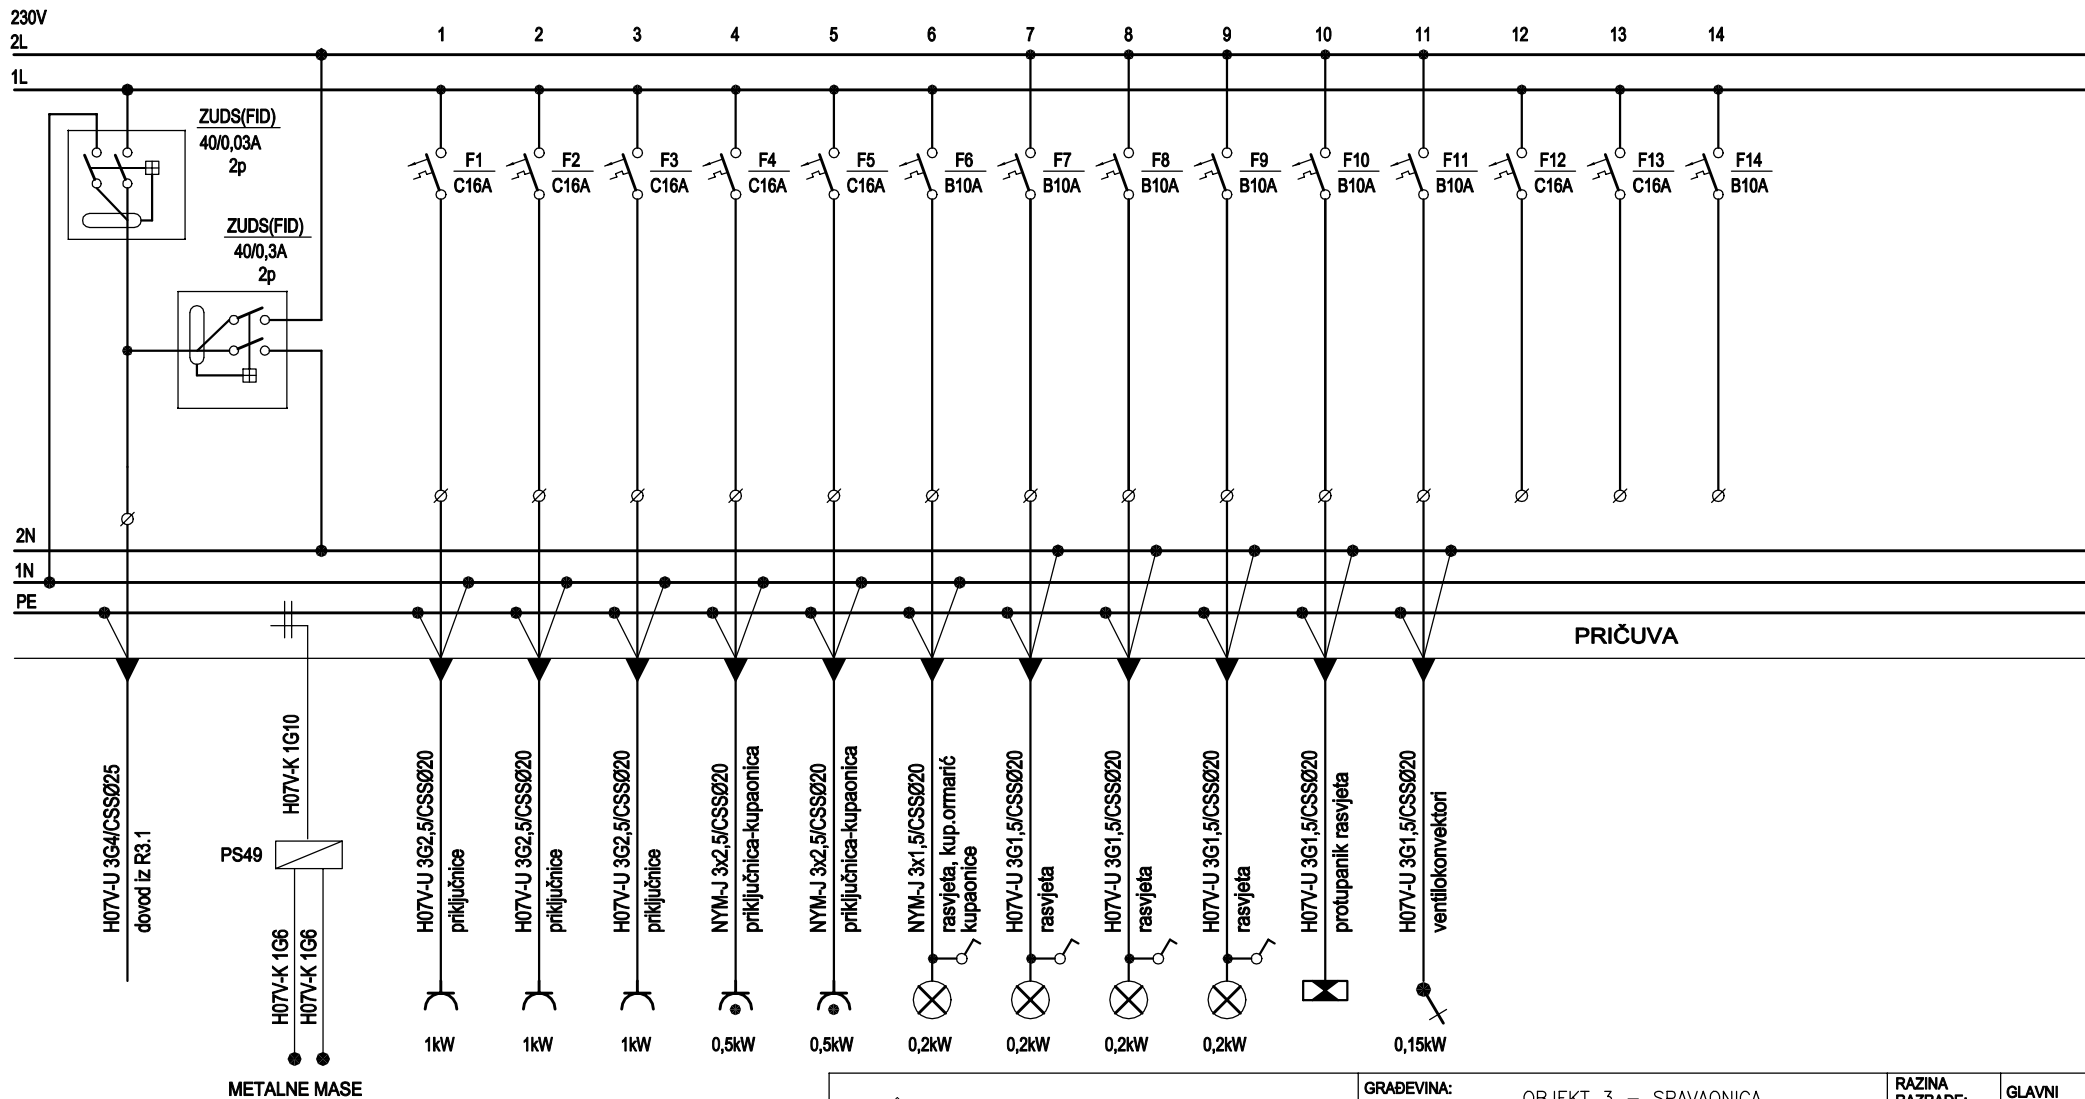 230V
2L
1 2 3 4 5 6 7 8 9 10 11 12 13 14
1L
ZUDS(FID)
40/0,03A
2p
F1
C16A
F2
C16A
F3
C16A
F4
C16A
F5
C16A
F6
B10A
F7
B10A
F8
B10A
F9
B10A
F10
B10A
F11
B10A
F12
C16A
F13
C16A
F14
B10A
ZUDS(FID)
40/0,3A
2p
2N
1N
PE
PRIČUVA
H07V-U 3G4/CSSØ25
dovod iz R3.1
H07V-K 1G10
PS49
H07V-K 1G6
H07V-K 1G6
METALNE MASE
H07V-U 3G2,5/CSSØ20
priključnice
1kW
H07V-U 3G2,5/CSSØ20
priključnice
1kW
H07V-U 3G2,5/CSSØ20
priključnice
1kW
NYM-J 3x2,5/CSSØ20
priključnica-kupaonica
0,5kW
NYM-J 3x2,5/CSSØ20
priključnica-kupaonica
0,5kW
NYM-J 3x1,5/CSSØ20
rasvjeta, kup.ormarić
kupaonice
0,2kW
H07V-U 3G1,5/CSSØ20
rasvjeta
0,2kW
H07V-U 3G1,5/CSSØ20
rasvjeta
0,2kW
H07V-U 3G1,5/CSSØ20
rasvjeta
0,2kW
H07V-U 3G1,5/CSSØ20
protupanik rasvjeta
H07V-U 3G1,5/CSSØ20
ventilokonvektori
0,15kW
GRAĐEVINA:
OBJEKT 3 – SPAVAONICA
RAZINA
RAZRADE:
GLAVNI